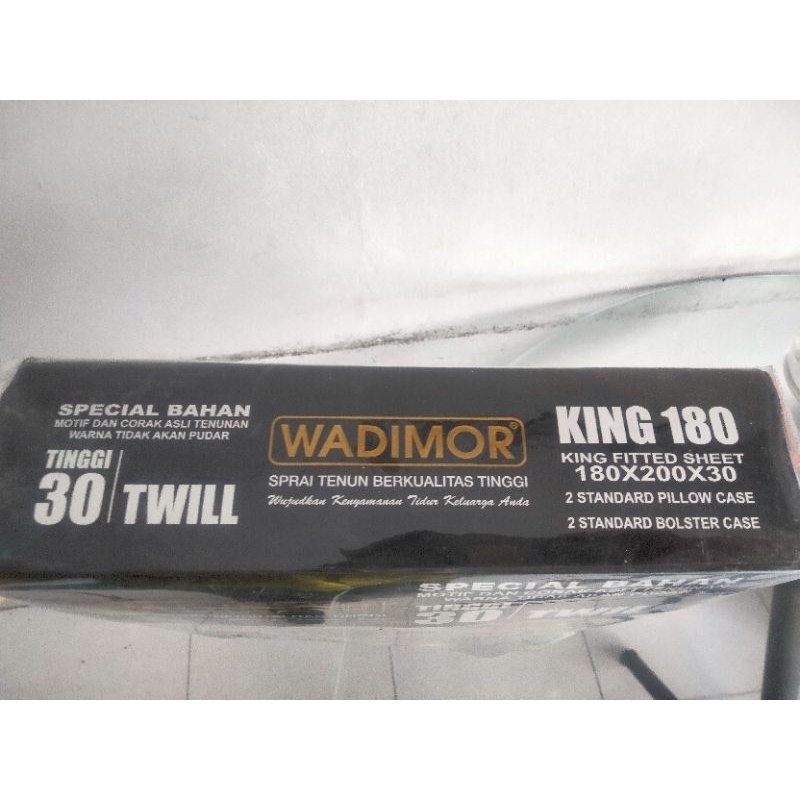 SPECIAL BAHAN
MOTIF DAN CORAK ASLI TENUNAN
WARNA TIDAK AKAN PUDAR
TINGGI
30 TWILL
WADIMOR®
SPRAI TENUN BERKUALITAS TINGGI
Wujudkan Kenyamanan Tidur Keluarga Anda
KING 180
KING FITTED SHEET
180X200X30
2 STANDARD PILLOW CASE
2 STANDARD BOLSTER CASE
SPECIAL BAHAN
MOTIF DAN
TINGGI
30 TWILL